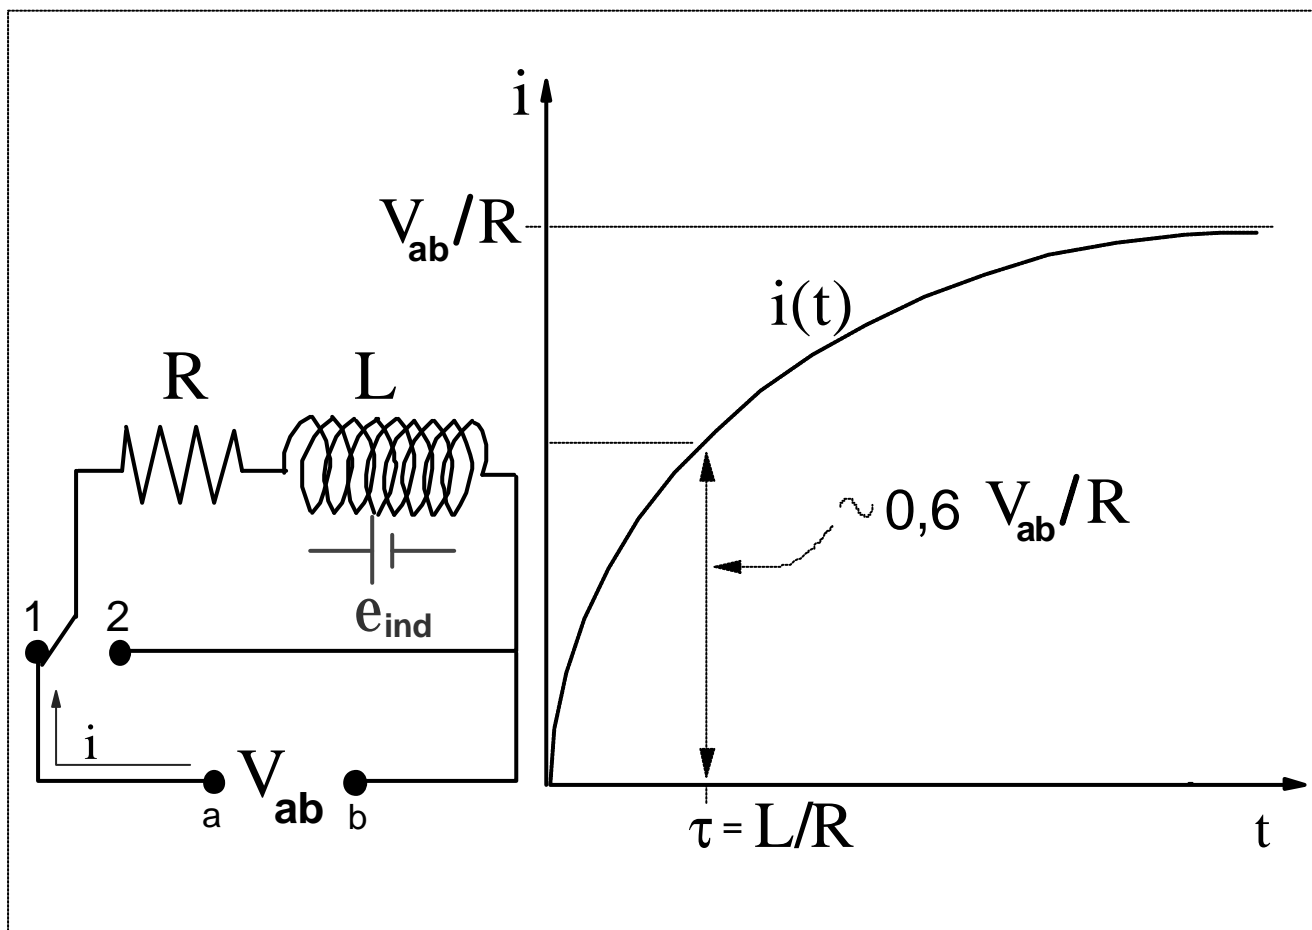 i
V_ab/R
i(t)
R L
~ 0,6 V_ab/R
e_ind
1 2
i
V_ab
a b
τ = L/R
t